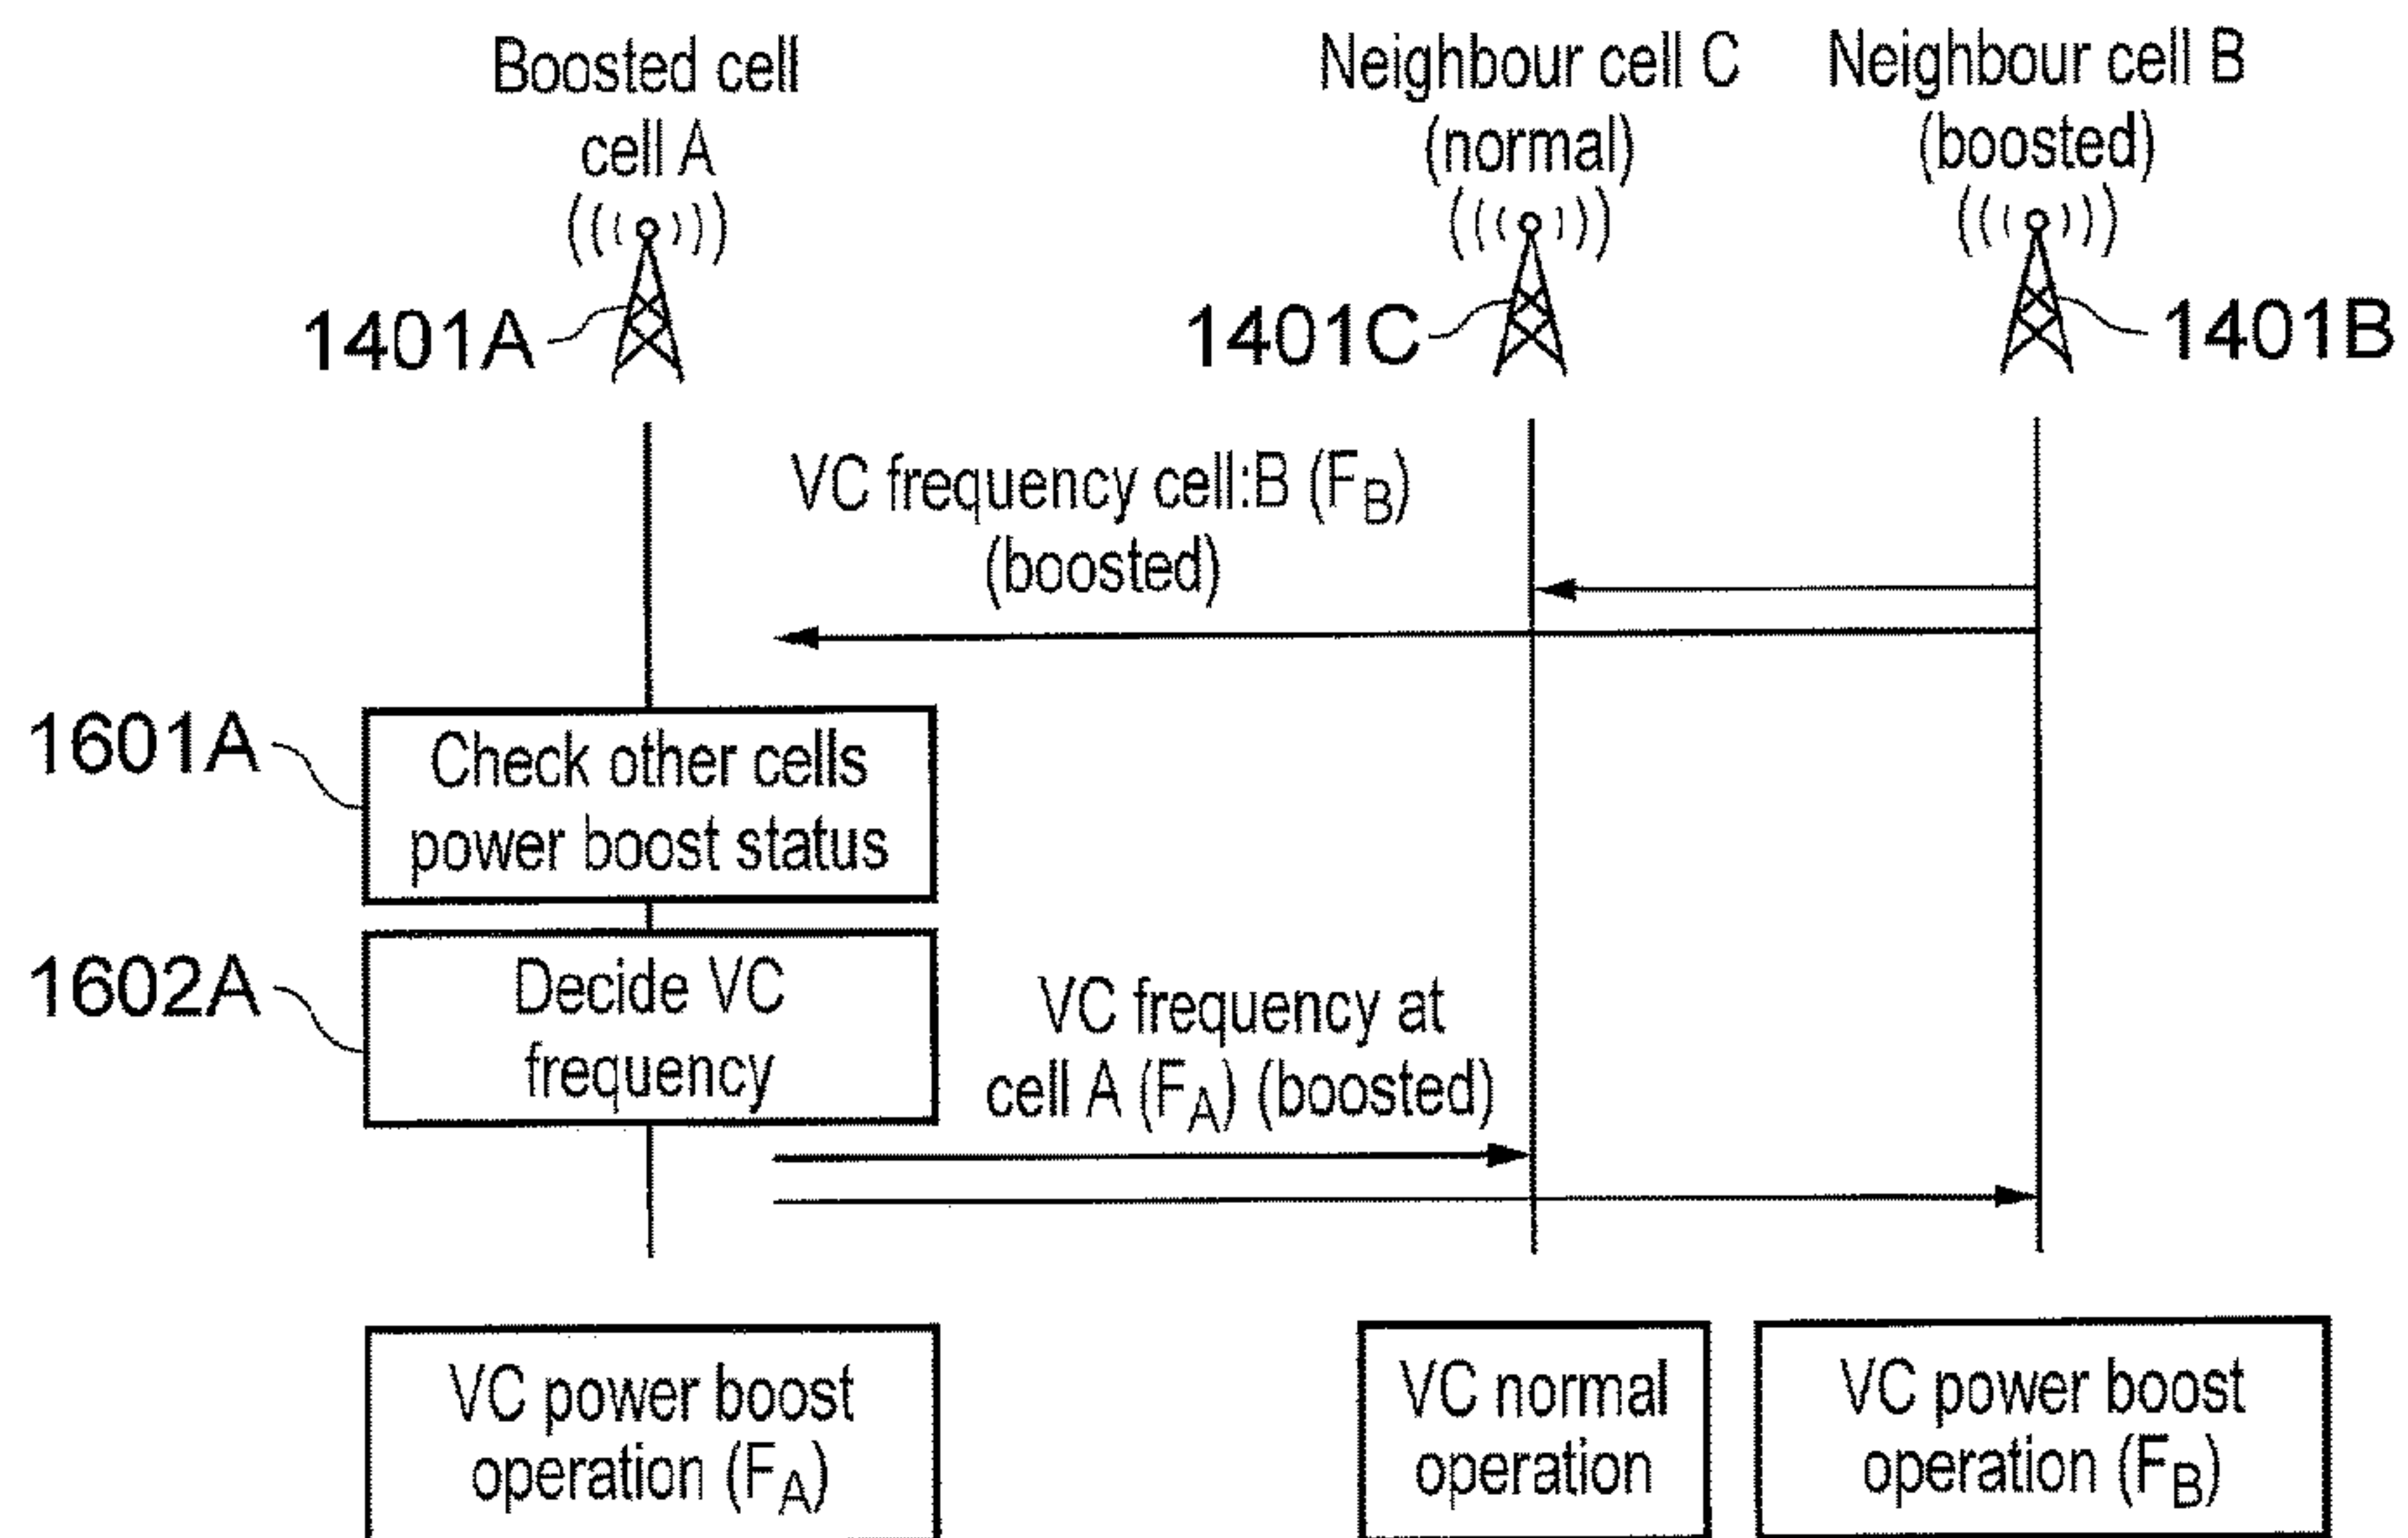 Boosted cell
cell A
Neighbour cell C
(normal)
Neighbour cell B
(boosted)
1401A
1401C
1401B
VC frequency cell:B (FB)
(boosted)
1601A
Check other cells
power boost status
1602A
Decide VC
frequency
VC frequency at
cell A (FA) (boosted)
VC power boost
operation (FA)
VC normal
operation
VC power boost
operation (FB)